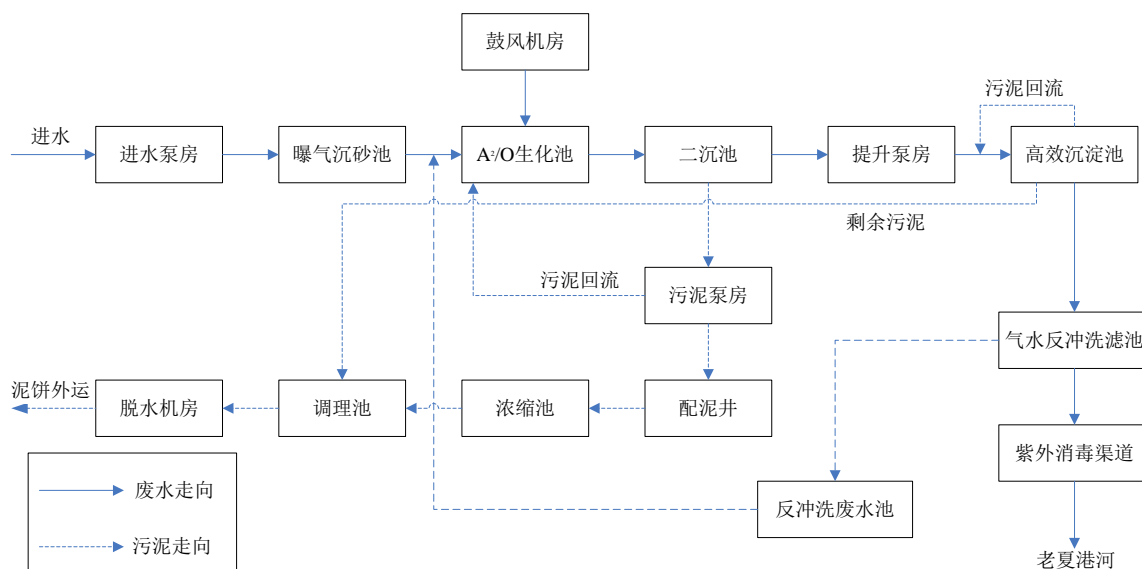 鼓风机房
污泥回流
进水
进水泵房
曝气沉砂池
A²/O生化池
二沉池
提升泵房
高效沉淀池
剩余污泥
污泥回流
污泥泵房
气水反冲洗滤池
泥饼外运
脱水机房
调理池
浓缩池
配泥井
紫外消毒渠道
废水走向
反冲洗废水池
污泥走向
老夏港河